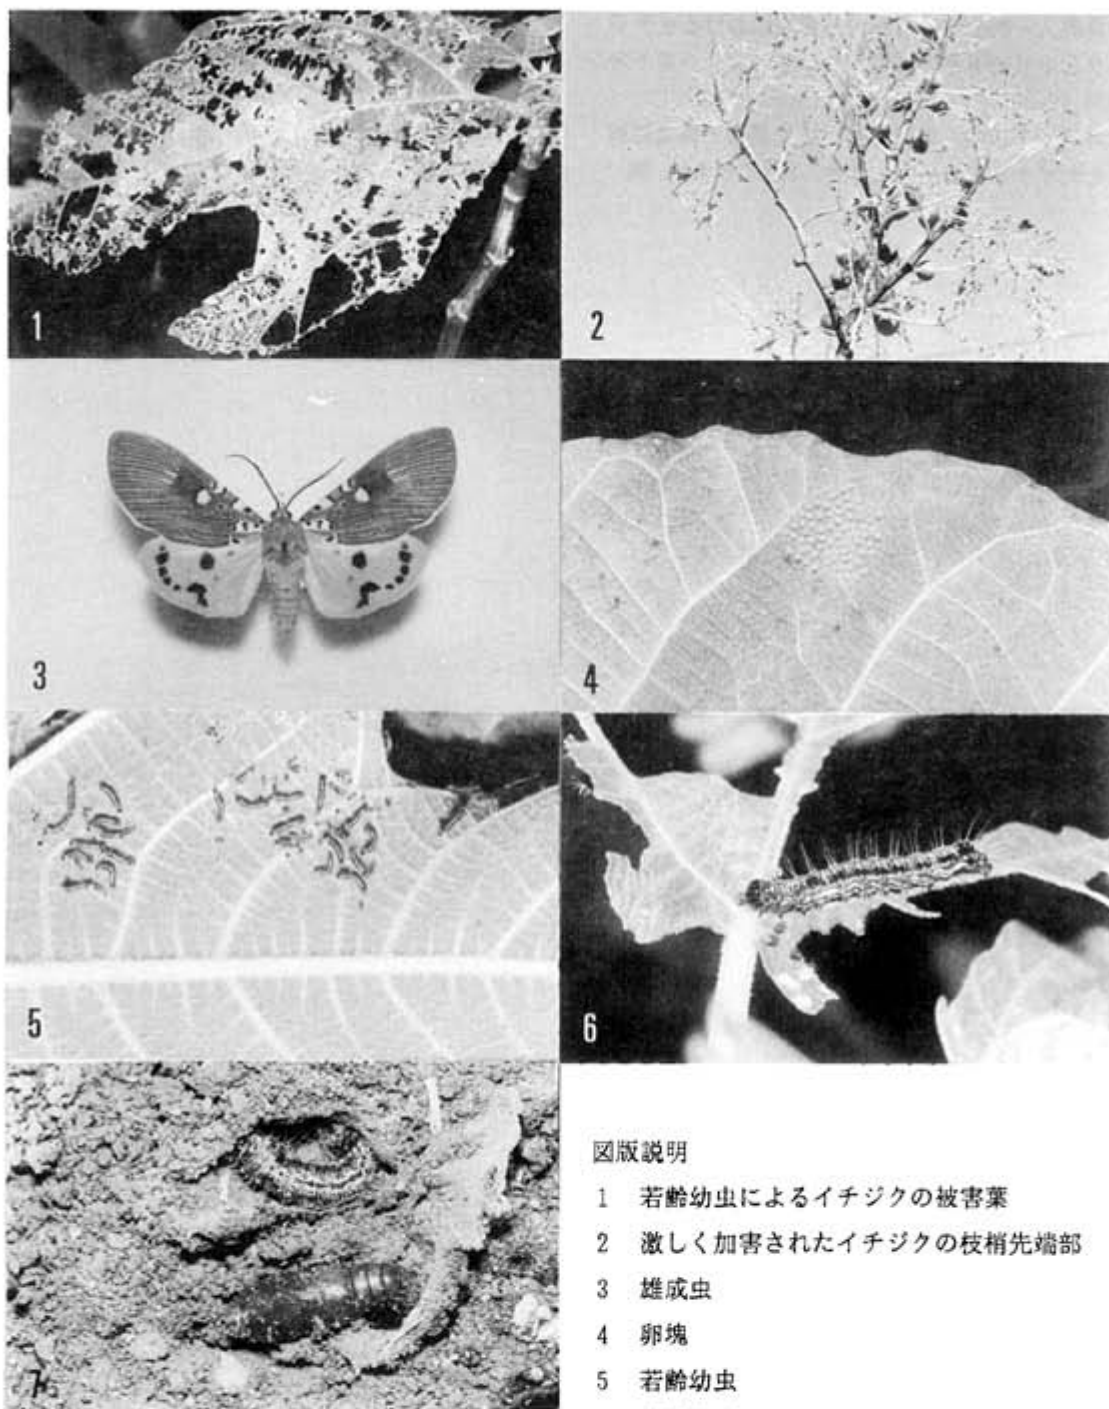 1
2
3
4
5
6
7
図版説明
1 若齢幼虫によるイチジクの被害葉
2 激しく加害されたイチジクの枝梢先端部
3 雄成虫
4 卵塊
5 若齢幼虫